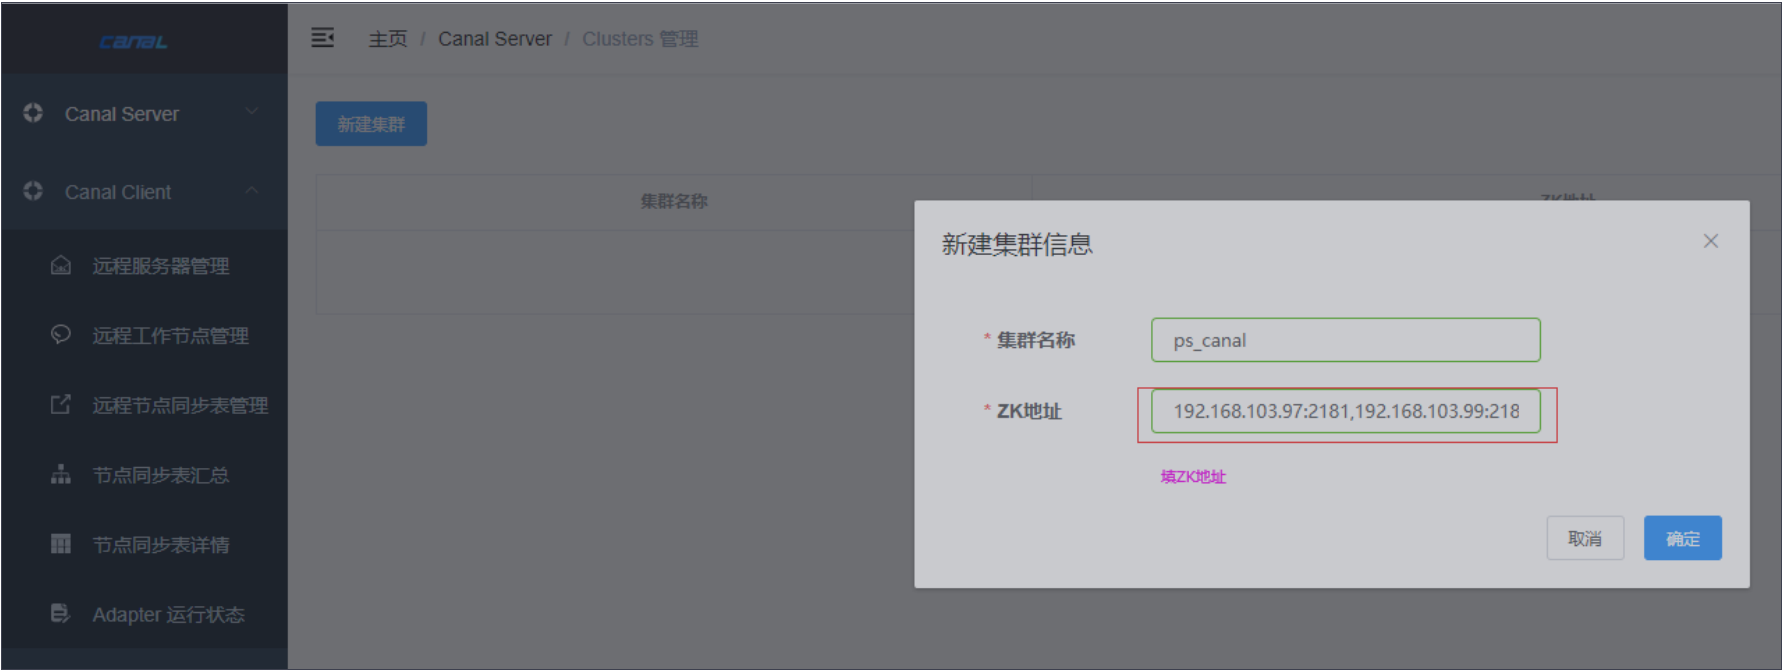 canal
主页 / Canal Server / Clusters 管理
Canal Server
Canal Client
远程服务器管理
远程工作节点管理
远程节点同步表管理
节点同步表汇总
节点同步表详情
Adapter 运行状态
新建集群
集群名称
ZK地址
新建集群信息
* 集群名称
ps_canal
* ZK地址
192.168.103.97:2181,192.168.103.99:218
填ZK地址
取消
确定